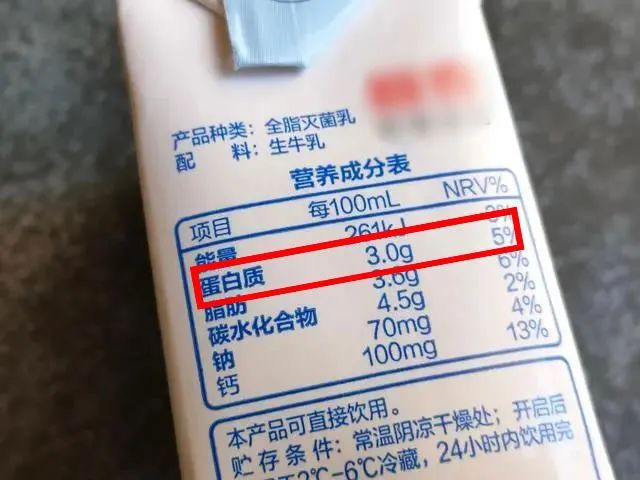 产品种类：全脂灭菌乳
配 料：生牛乳
营养成分表
项目 每100mL NRV%
能量 261kJ 3%
蛋白质 3.0g 5%
脂肪 3.6g 6%
碳水化合物 4.5g 2%
钠 70mg 4%
钙 100mg 13%
本产品可直接饮用。
贮存条件：常温阴凉干燥处；开启后
于2℃-6℃冷藏，24小时内饮用完